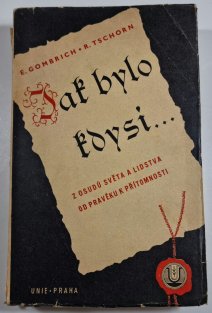 E. GOMBRICH • R. TSCHORN
Jak bylo
kdysi...
Z OSUDŮ SVĚTA A LIDSTVA
OD PRAVĚKU K PŘÍTOMNOSTI
UNIE - PRAHA
U